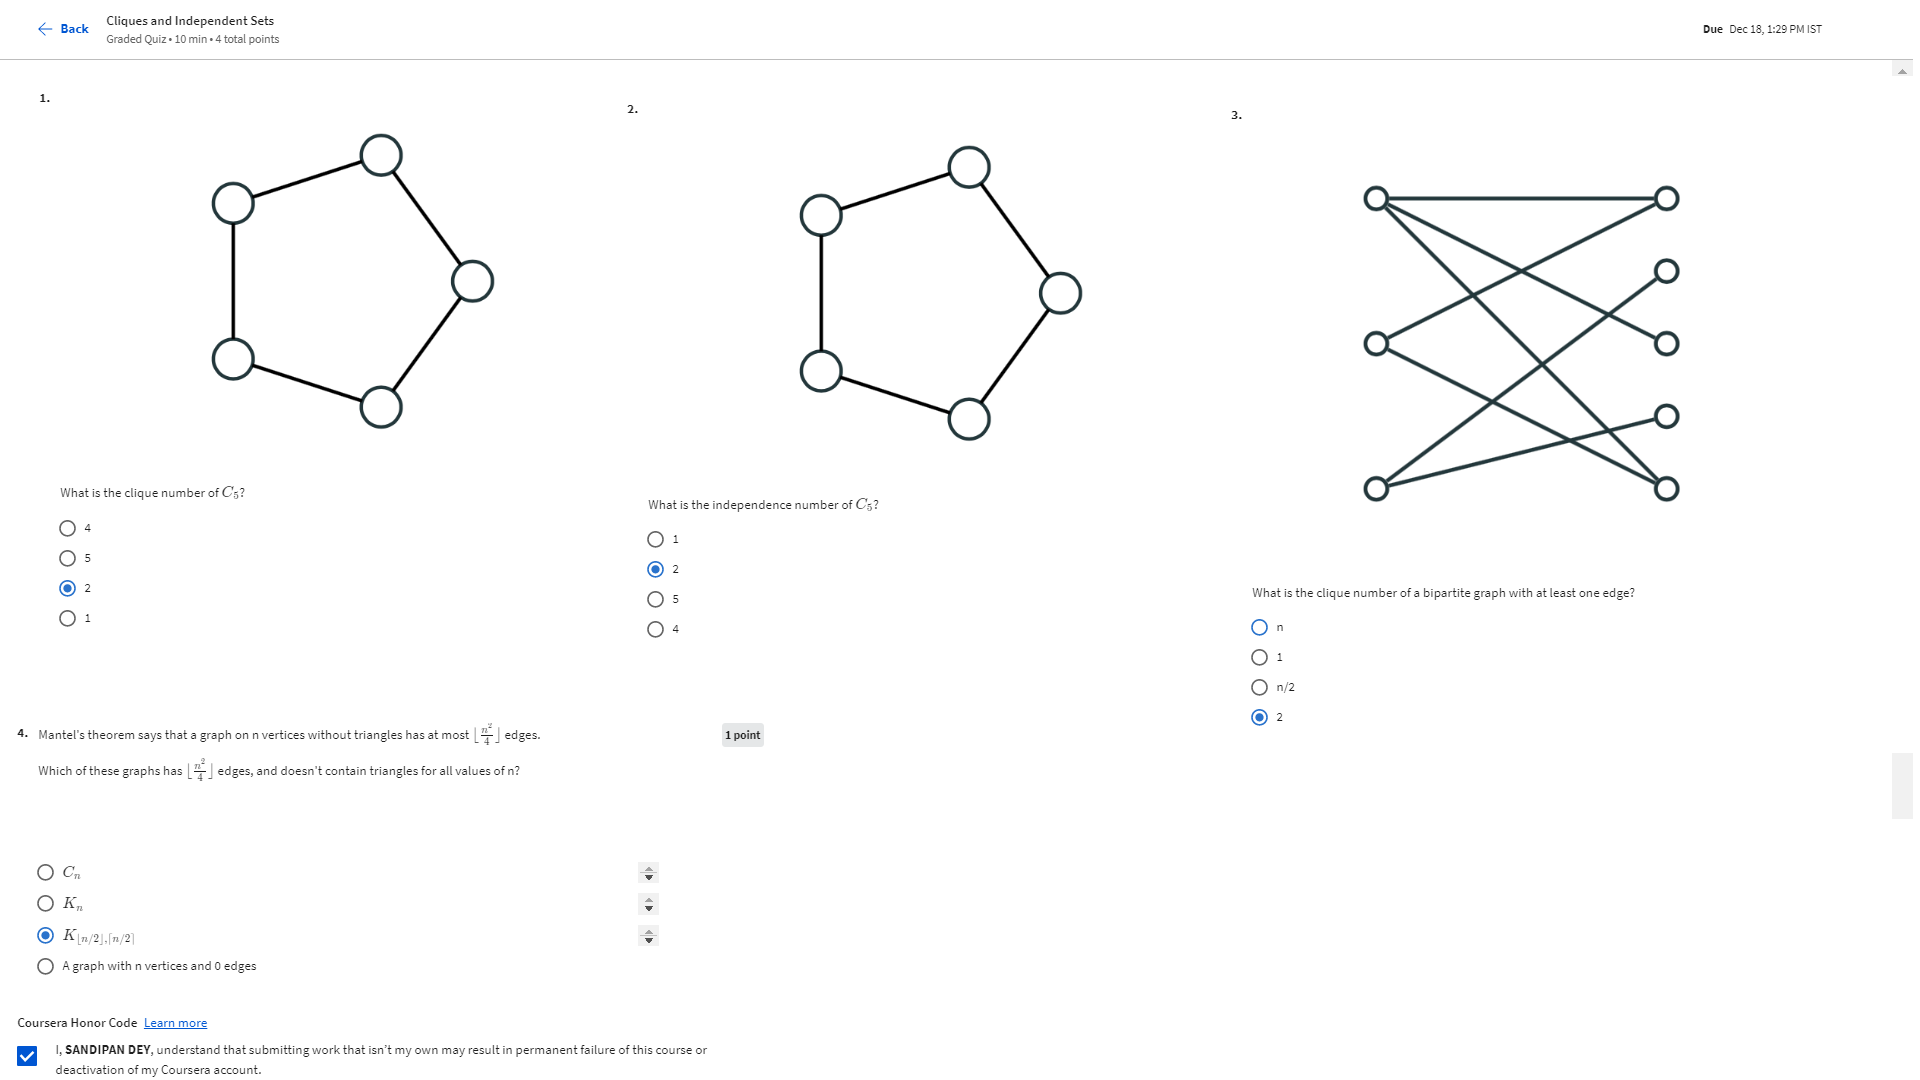 Back
Cliques and Independent Sets
Graded Quiz • 10 min • 4 total points
Due Dec 18, 1:29 PM IST
1.
What is the clique number of C₅?
4
5
2
1
2.
What is the independence number of C₅?
1
2
5
4
3.
What is the clique number of a bipartite graph with at least one edge?
n
1
n/2
2
4. Mantel's theorem says that a graph on n vertices without triangles has at most ⌊n²/4⌋ edges.
1 point
Which of these graphs has ⌊n²/4⌋ edges, and doesn't contain triangles for all values of n?
Cₙ
Kₙ
K⌊n/2⌋,⌈n/2⌉
A graph with n vertices and 0 edges
Coursera Honor Code Learn more
I, SANDIPAN DEY, understand that submitting work that isn't my own may result in permanent failure of this course or
deactivation of my Coursera account.